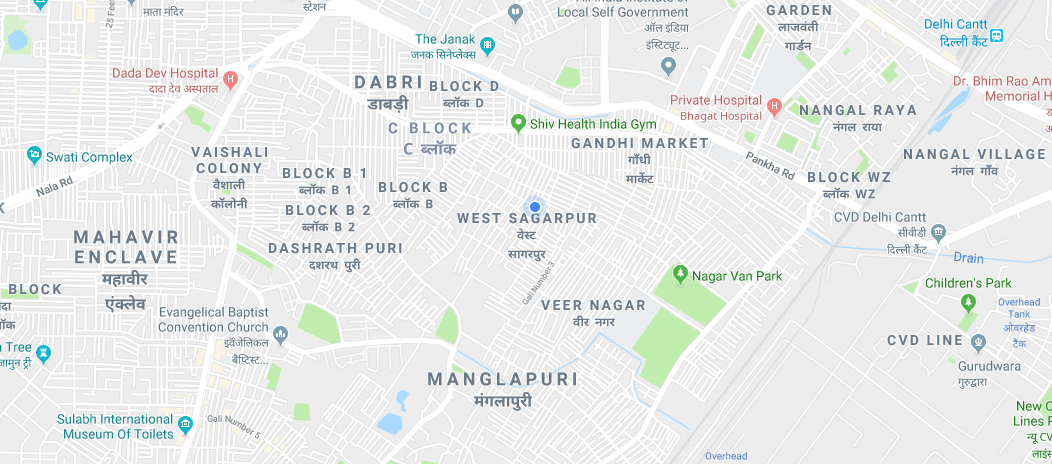 माता मंदिर
25 Feet
स्टेशन
All India Institute of
Local Self Government
ऑल इंडिया
इंस्टिट्यूट...
GARDEN
लाजवंती
गार्डन
Delhi Cantt
दिल्ली कैंट
The Janak
जनक सिनेप्लेक्स
Dada Dev Hospital
दादा देव अस्पताल
DABRI
डाबड़ी
BLOCK D
ब्लॉक D
Dr. Bhim Rao Am
Memorial H
Private Hospital
Bhagat Hospital
NANGAL RAYA
नंगल राया
C BLOCK
C ब्लॉक
Shiv Health India Gym
GANDHI MARKET
गाँधी
मार्केट
Pankha Rd
NANGAL VILLAGE
नंगल गाँव
Swati Complex
Nala Rd
VAISHALI
COLONY
वैशाली
कॉलोनी
BLOCK B 1
ब्लॉक B 1
BLOCK B
ब्लॉक B
BLOCK B 2
ब्लॉक B 2
BLOCK WZ
ब्लॉक WZ
K
WEST SAGARPUR
वेस्ट
सागरपुर
CVD Delhi Cantt
सीवीडी
दिल्ली कैंट
MAHAVIR
ENCLAVE
महावीर
एंक्लेव
DASHRATH PURI
दशरथ पुरी
Drain
Gali Number 3
Nagar Van Park
Children's Park
BLOCK
VEER NAGAR
वीर नगर
Overhead
Tank
ओवरहेड
टैंक
Evangelical Baptist
Convention Church
इवेंजेलिकल
बैप्टिस्ट...
CVD LINE
Gurudwara
गुरुद्वारा
n Tree
जामुन ट्री
MANGLAPURI
मंगलापुरी
Sulabh International
Museum Of Toilets
Gali Number 5
New C
Lines F
न्यू CV
लाइंस
Overhead